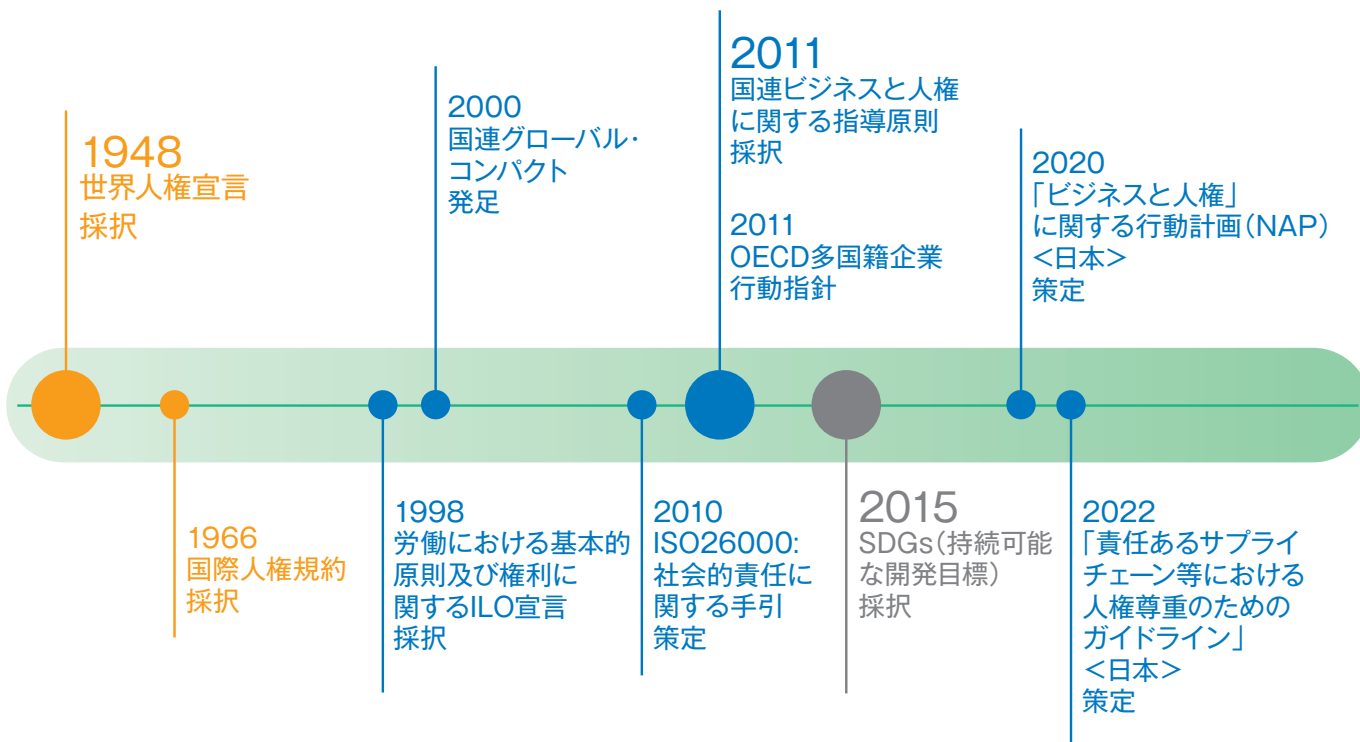 1948
世界人権宣言
採択
1966
国際人権規約
採択
1998
労働における基本的
原則及び権利に
関するILO宣言
採択
2000
国連グローバル・
コンパクト
発足
2010
ISO26000:
社会的責任に
関する手引
策定
2011
国連ビジネスと人権
に関する指導原則
採択
2011
OECD多国籍企業
行動指針
2015
SDGs(持続可能
な開発目標)
採択
2020
「ビジネスと人権」
に関する行動計画(NAP)
<日本>
策定
2022
「責任あるサプライ
チェーン等における
人権尊重のための
ガイドライン」
<日本>
策定